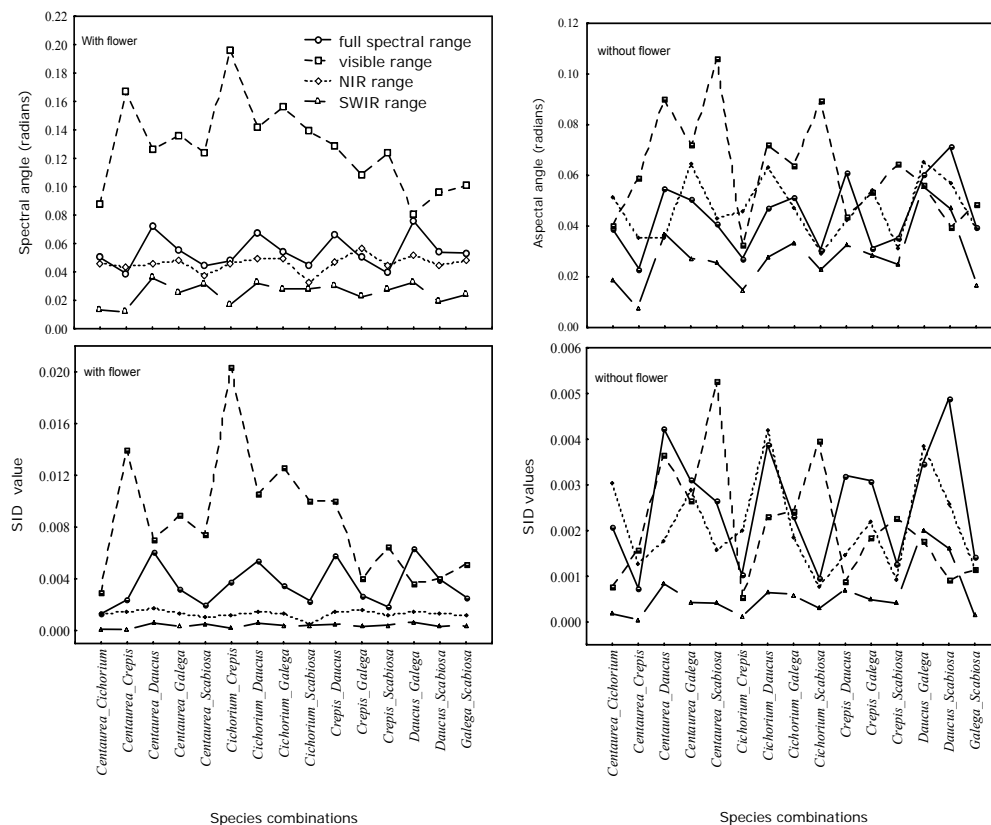 0.22
0.20
0.18
0.16
0.14
0.12
0.10
0.08
0.06
0.04
0.02
0.00
Spectral angle (radians)
With flower
full spectral range
visible range
NIR range
SWIR range
0.12
0.10
0.08
0.06
0.04
0.02
0.00
Aspectal angle (radians)
without flower
0.020
0.016
0.012
0.008
0.004
0.000
SID value
with flower
Centaurea_Cichorium
Centaurea_Crepis
Centaurea_Daucus
Centaurea_Galega
Centaurea_Scabiosa
Cichorium_Crepis
Cichorium_Daucus
Cichorium_Galega
Cichorium_Scabiosa
Crepis_Daucus
Crepis_Galega
Crepis_Scabiosa
Daucus_Galega
Daucus_Scabiosa
Galega_Scabiosa
Species combinations
0.006
0.005
0.004
0.003
0.002
0.001
0.000
SID values
without flower
Centaurea_Cichorium
Centaurea_Crepis
Centaurea_Daucus
Centaurea_Galega
Centaurea_Scabiosa
Cichorium_Crepis
Cichorium_Daucus
Cichorium_Galega
Cichorium_Scabiosa
Crepis_Daucus
Crepis_Galega
Crepis_Scabiosa
Daucus_Galega
Daucus_Scabiosa
Galega_Scabiosa
Species combinations